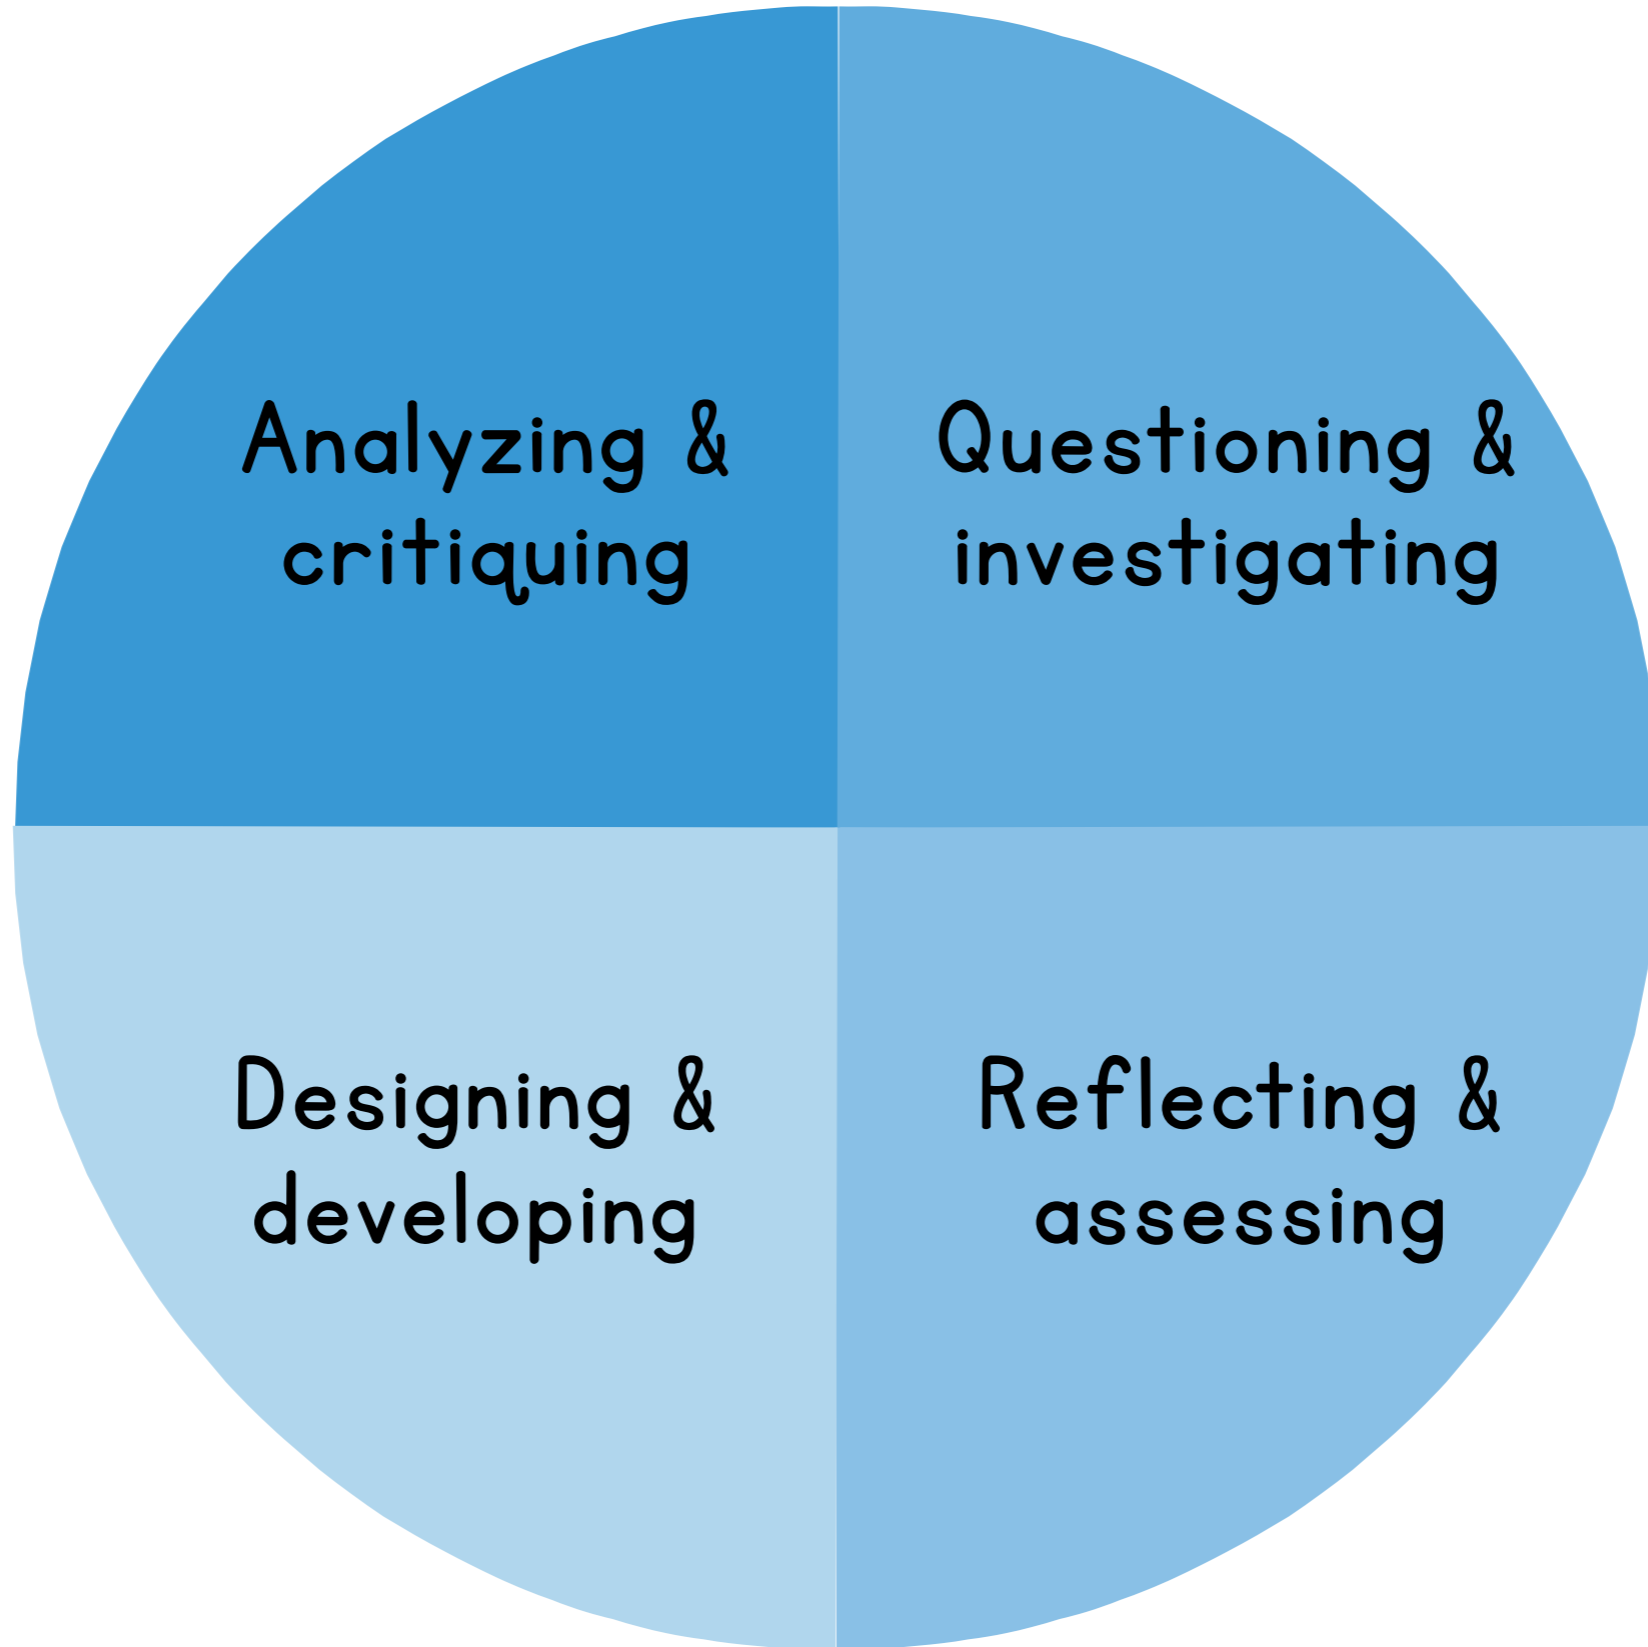 Analyzing &
critiquing
Questioning &
investigating
Designing &
developing
Reflecting &
assessing